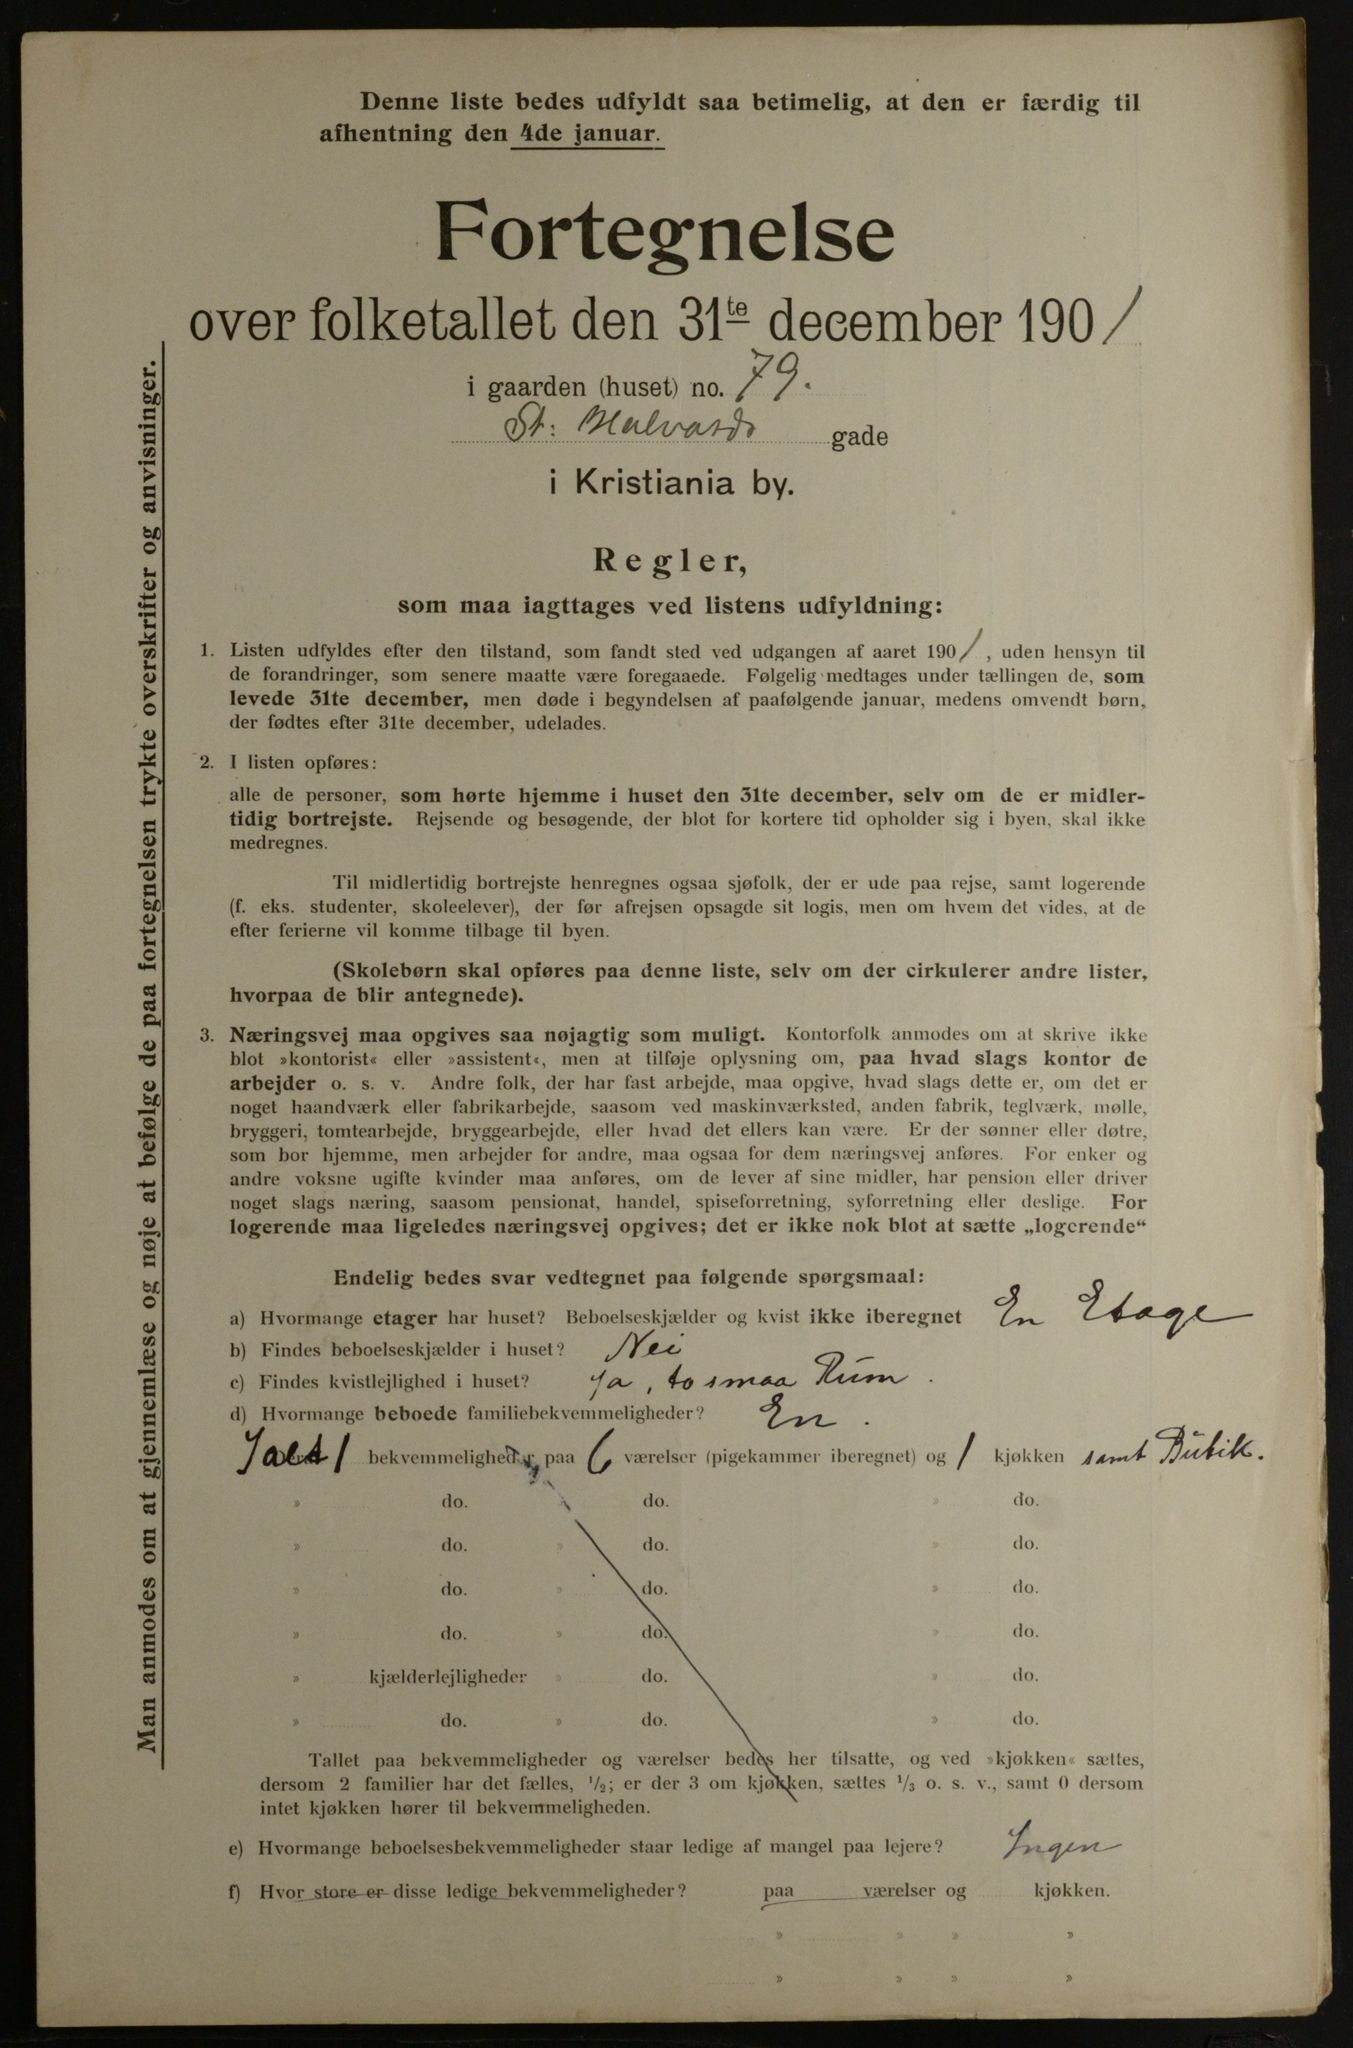 Denne liste bedes udfyldt saa betimelig, at den er færdig til
afhentning den 4de januar.
Fortegnelse
over folketallet den 31te december 1901
i gaarden (huset) no. 79.
St: Halvards gade
i Kristiania by.
Regler,
som maa iagttages ved listens udfyldning:
1. Listen udfyldes efter den tilstand, som fandt sted ved udgangen af aaret 1901, uden hensyn til
de forandringer, som senere maatte være foregaaede. Følgelig medtages under tællingen de, som
levede 31te december, men døde i begyndelsen af paafølgende januar, medens omvendt børn,
der fødtes efter 31te december, udelades.
2. I listen opføres:
alle de personer, som hørte hjemme i huset den 31te december, selv om de er midler-
tidig bortrejste. Rejsende og besøgende, der blot for kortere tid opholder sig i byen, skal ikke
medregnes.
Til midlertidig bortrejste henregnes ogsaa sjøfolk, der er ude paa rejse, samt logerende
(f. eks. studenter, skoleelever), der før afrejsen opsagde sit logis, men om hvem det vides, at de
efter ferierne vil komme tilbage til byen.
(Skolebørn skal opføres paa denne liste, selv om der cirkulerer andre lister,
hvorpaa de blir antegnede).
3. Næringsvej maa opgives saa nøjagtig som muligt. Kontorfolk anmodes om at skrive ikke
blot »kontorist« eller »assistent«, men at tilføje oplysning om, paa hvad slags kontor de
arbejder o. s. v. Andre folk, der har fast arbejde, maa opgive, hvad slags dette er, om det er
noget haandværk eller fabrikarbejde, saasom ved maskinværksted, anden fabrik, teglværk, mølle,
bryggeri, tomtearbejde, bryggearbejde, eller hvad det ellers kan være. Er der sønner eller døtre,
som bor hjemme, men arbejder for andre, maa ogsaa for dem næringsvej anføres. For enker og
andre voksne ugifte kvinder maa anføres, om de lever af sine midler, har pension eller driver
noget slags næring, saasom pensionat, handel, spiseforretning, syforretning eller deslige. For
logerende maa ligeledes næringsvej opgives; det er ikke nok blot at sætte „logerende“
Endelig bedes svar vedtegnet paa følgende spørgsmaal:
a) Hvormange etager har huset? Beboelseskjælder og kvist ikke iberegnet En Etage
b) Findes beboelseskjælder i huset? Nei
c) Findes kvistlejlighed i huset? Ja, to smaa Rum.
d) Hvormange beboede familiebekvemmeligheder? En.
Ialt 1 bekvemmeligheder paa 6 værelser (pigekammer iberegnet) og 1 kjøkken samt Butik.
» do. do. » do.
» do. » do. » do.
» do. » do. » do.
» do. » do. » do.
» kjælderlejligheder » do. » do.
» do. » do. » do.
Tallet paa bekvemmeligheder og værelser bedes her tilsatte, og ved »kjøkken« sættes,
dersom 2 familier har det fælles, 1/2; er der 3 om kjøkken, sættes 1/3 o. s. v., samt 0 dersom
intet kjøkken hører til bekvemmeligheden.
e) Hvormange beboelsesbekvemmeligheder staar ledige af mangel paa lejere? Ingen
f) Hvor store er disse ledige bekvemmeligheder? paa værelser og kjøkken.
» » » »
» » » »
Man anmodes om at gjennemlæse og nøje at befølge de paa fortegnelsen trykte overskrifter og anvisninger.